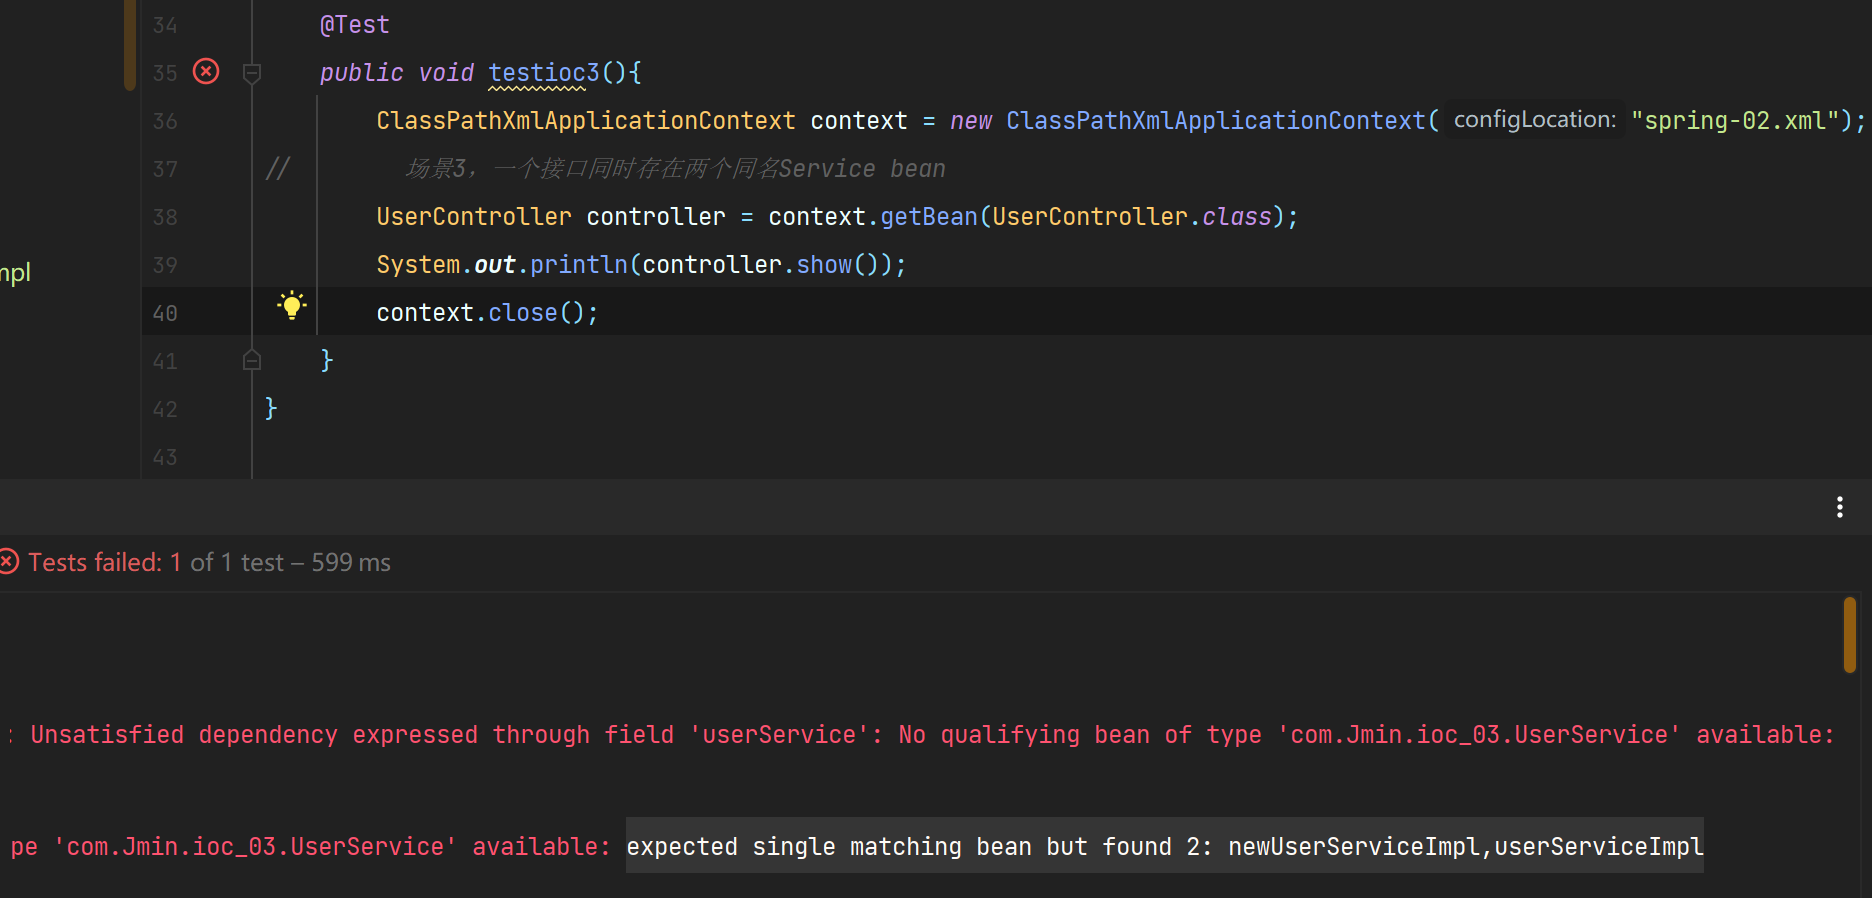 34 @Test
35 public void testioc3(){
36 ClassPathXmlApplicationContext context = new ClassPathXmlApplicationContext( configLocation: "spring-02.xml");
37 // 场景3，一个接口同时存在两个同名Service bean
38 UserController controller = context.getBean(UserController.class);
39 System.out.println(controller.show());
mpl
40 context.close();
41 }
42 }
43
Tests failed: 1 of 1 test – 599 ms
: Unsatisfied dependency expressed through field 'userService': No qualifying bean of type 'com.Jmin.ioc_03.UserService' available:
pe 'com.Jmin.ioc_03.UserService' available: expected single matching bean but found 2: newUserServiceImpl,userServiceImpl